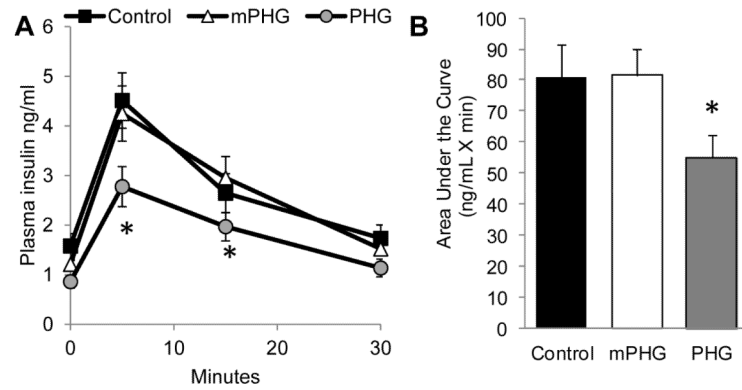 A
Control mPHG PHG
Plasma insulin ng/ml
6
5
4
3
2
1
0
*
*
0 10 20 30
Minutes
B
Area Under the Curve
(ng/mL X min)
100
90
80
70
60
50
40
30
20
10
0
*
Control mPHG PHG